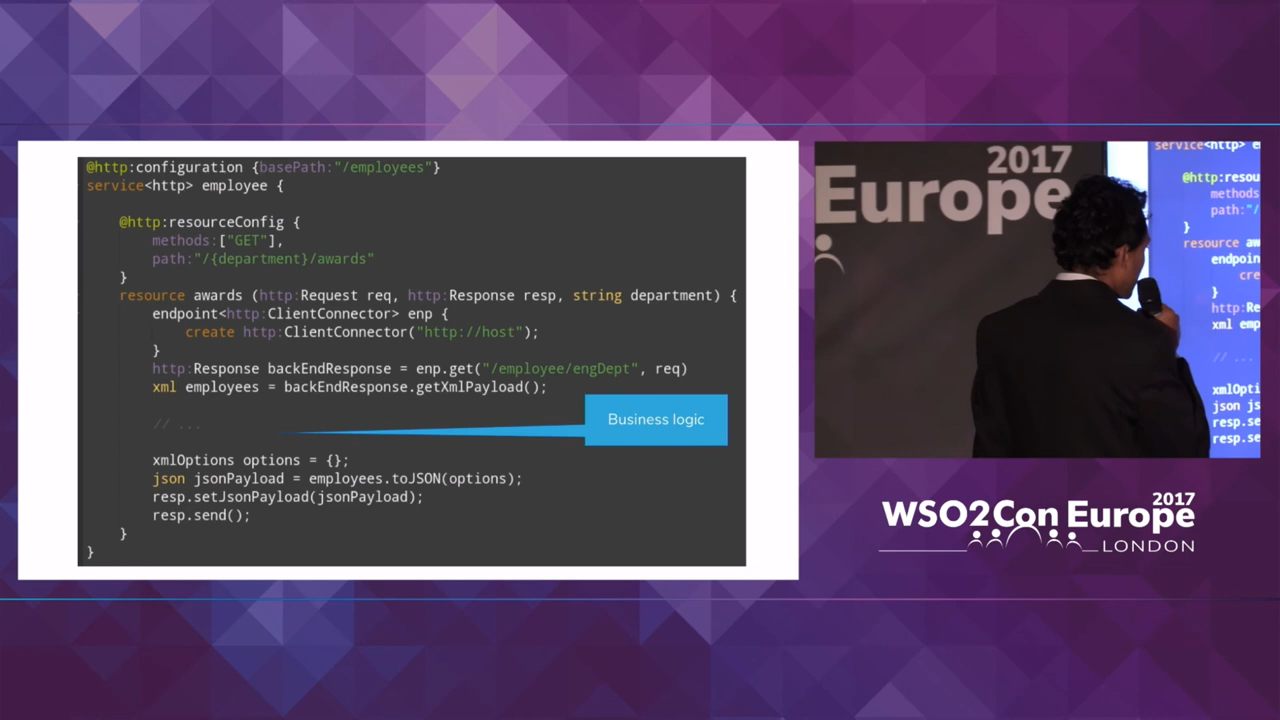 @http:configuration {basePath:"/employees"}
service<http> employee {
@http:resourceConfig {
methods:["GET"],
path:"/{department}/awards"
}
resource awards (http:Request req, http:Response resp, string department) {
endpoint<http:ClientConnector> enp {
create http:ClientConnector("http://host");
}
http:Response backEndResponse = enp.get("/employee/engDept", req)
xml employees = backEndResponse.getXmlPayload();
// ...
Business logic
xmlOptions options = {};
json jsonPayload = employees.toJSON(options);
resp.setJsonPayload(jsonPayload);
resp.send();
}
}
2017
Europe
service<http> e
@http:resou
methods
path:"/
}
resource aw
endpoin
cre
}
http:Re
xml emp
// ...
xmlOpti
json js
resp.se
resp.se
2017
WSO2Con Europe
LONDON